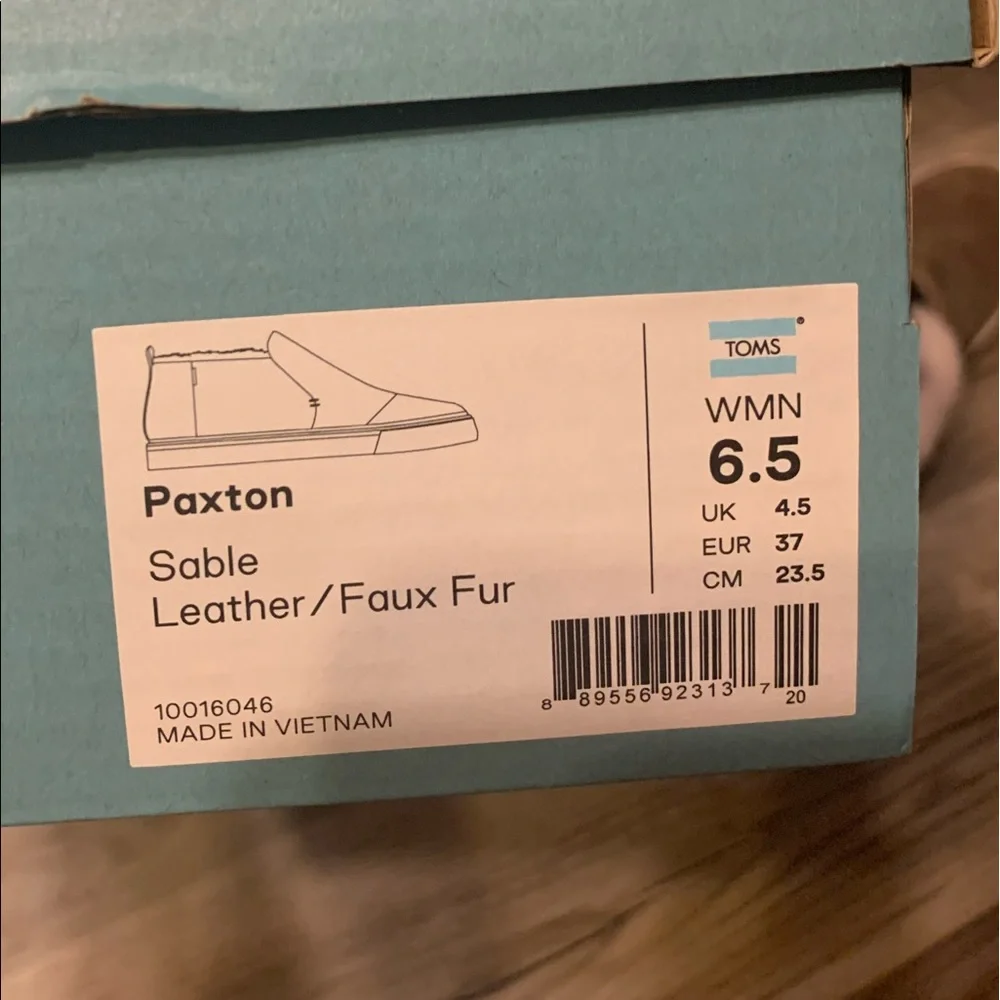 Paxton
Sable
Leather/Faux Fur
10016046
MADE IN VIETNAM
TOMS®
WMN
6.5
UK 4.5
EUR 37
CM 23.5
8 89556 92313 7 20